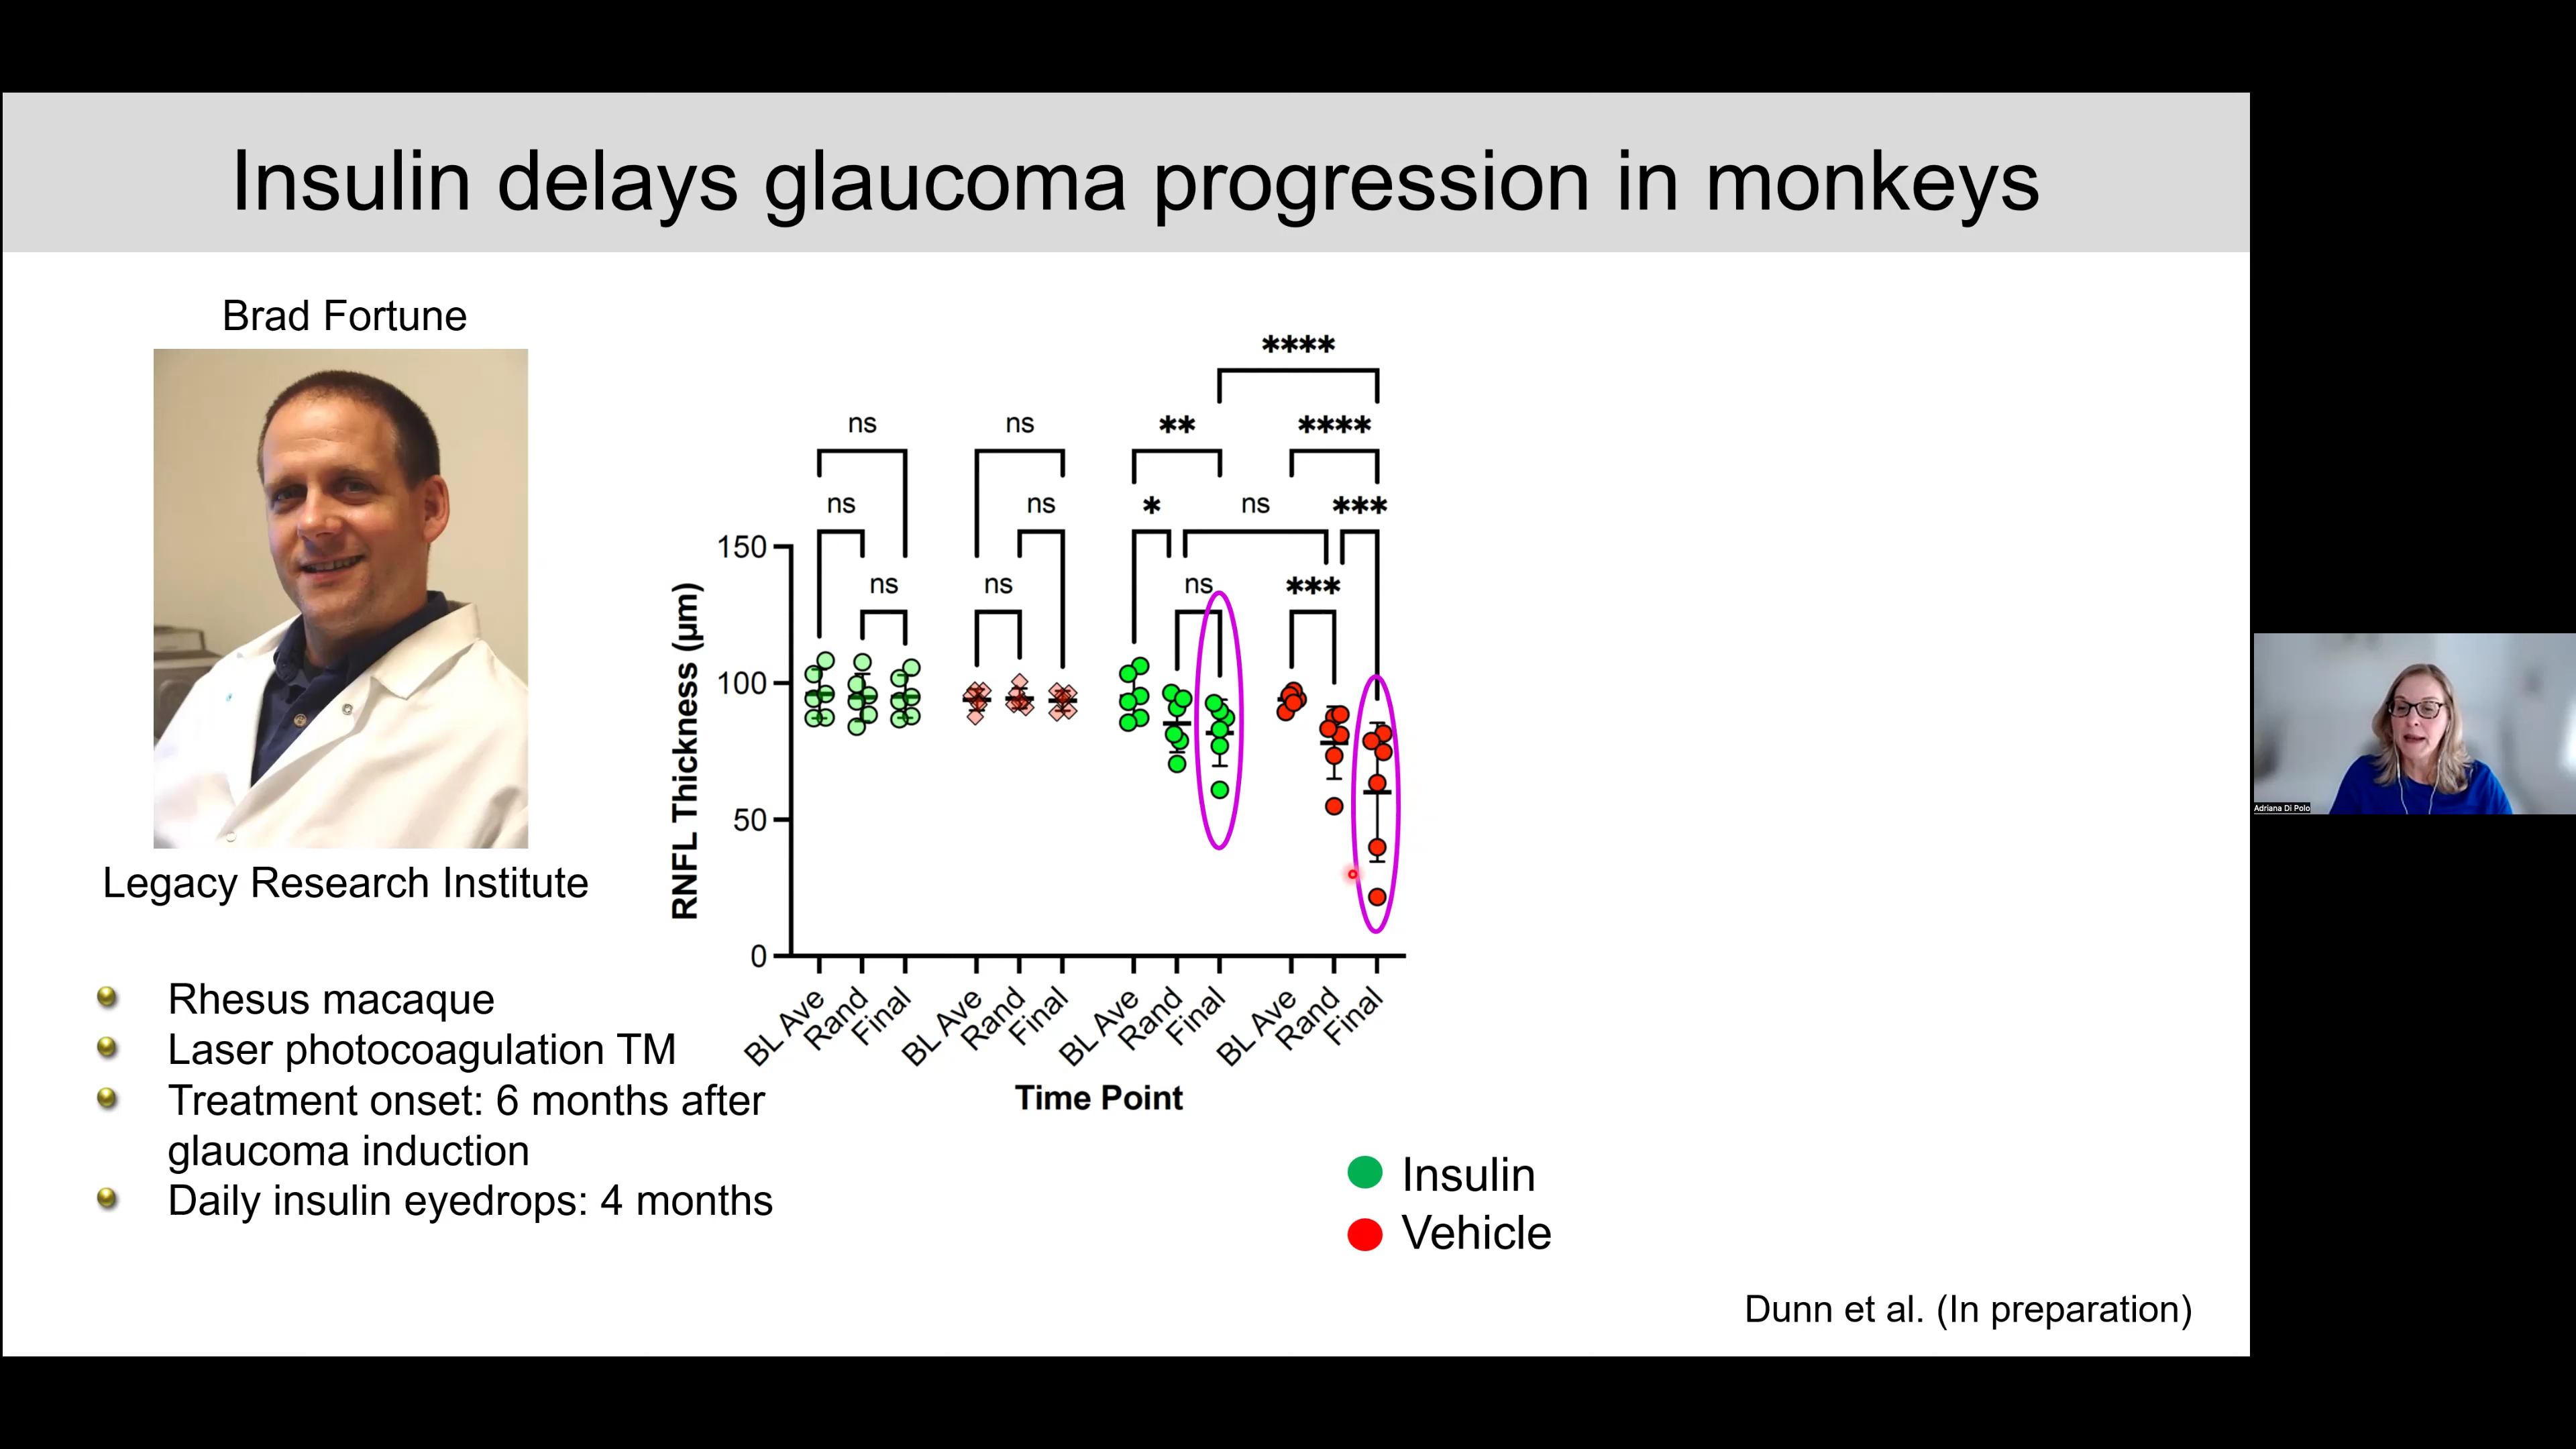 Insulin delays glaucoma progression in monkeys
Brad Fortune
Legacy Research Institute
Rhesus macaque
Laser photocoagulation TM
Treatment onset: 6 months after
glaucoma induction
Daily insulin eyedrops: 4 months
****
ns
ns
**
****
ns
ns
*
ns
***
ns
ns
ns
***
150
100
50
0
RNFL Thickness (µm)
BL Ave
Rand
Final
BL Ave
Rand
Final
BL Ave
Rand
Final
BL Ave
Rand
Final
Time Point
Insulin
Vehicle
Dunn et al. (In preparation)
Adriana Di Polo